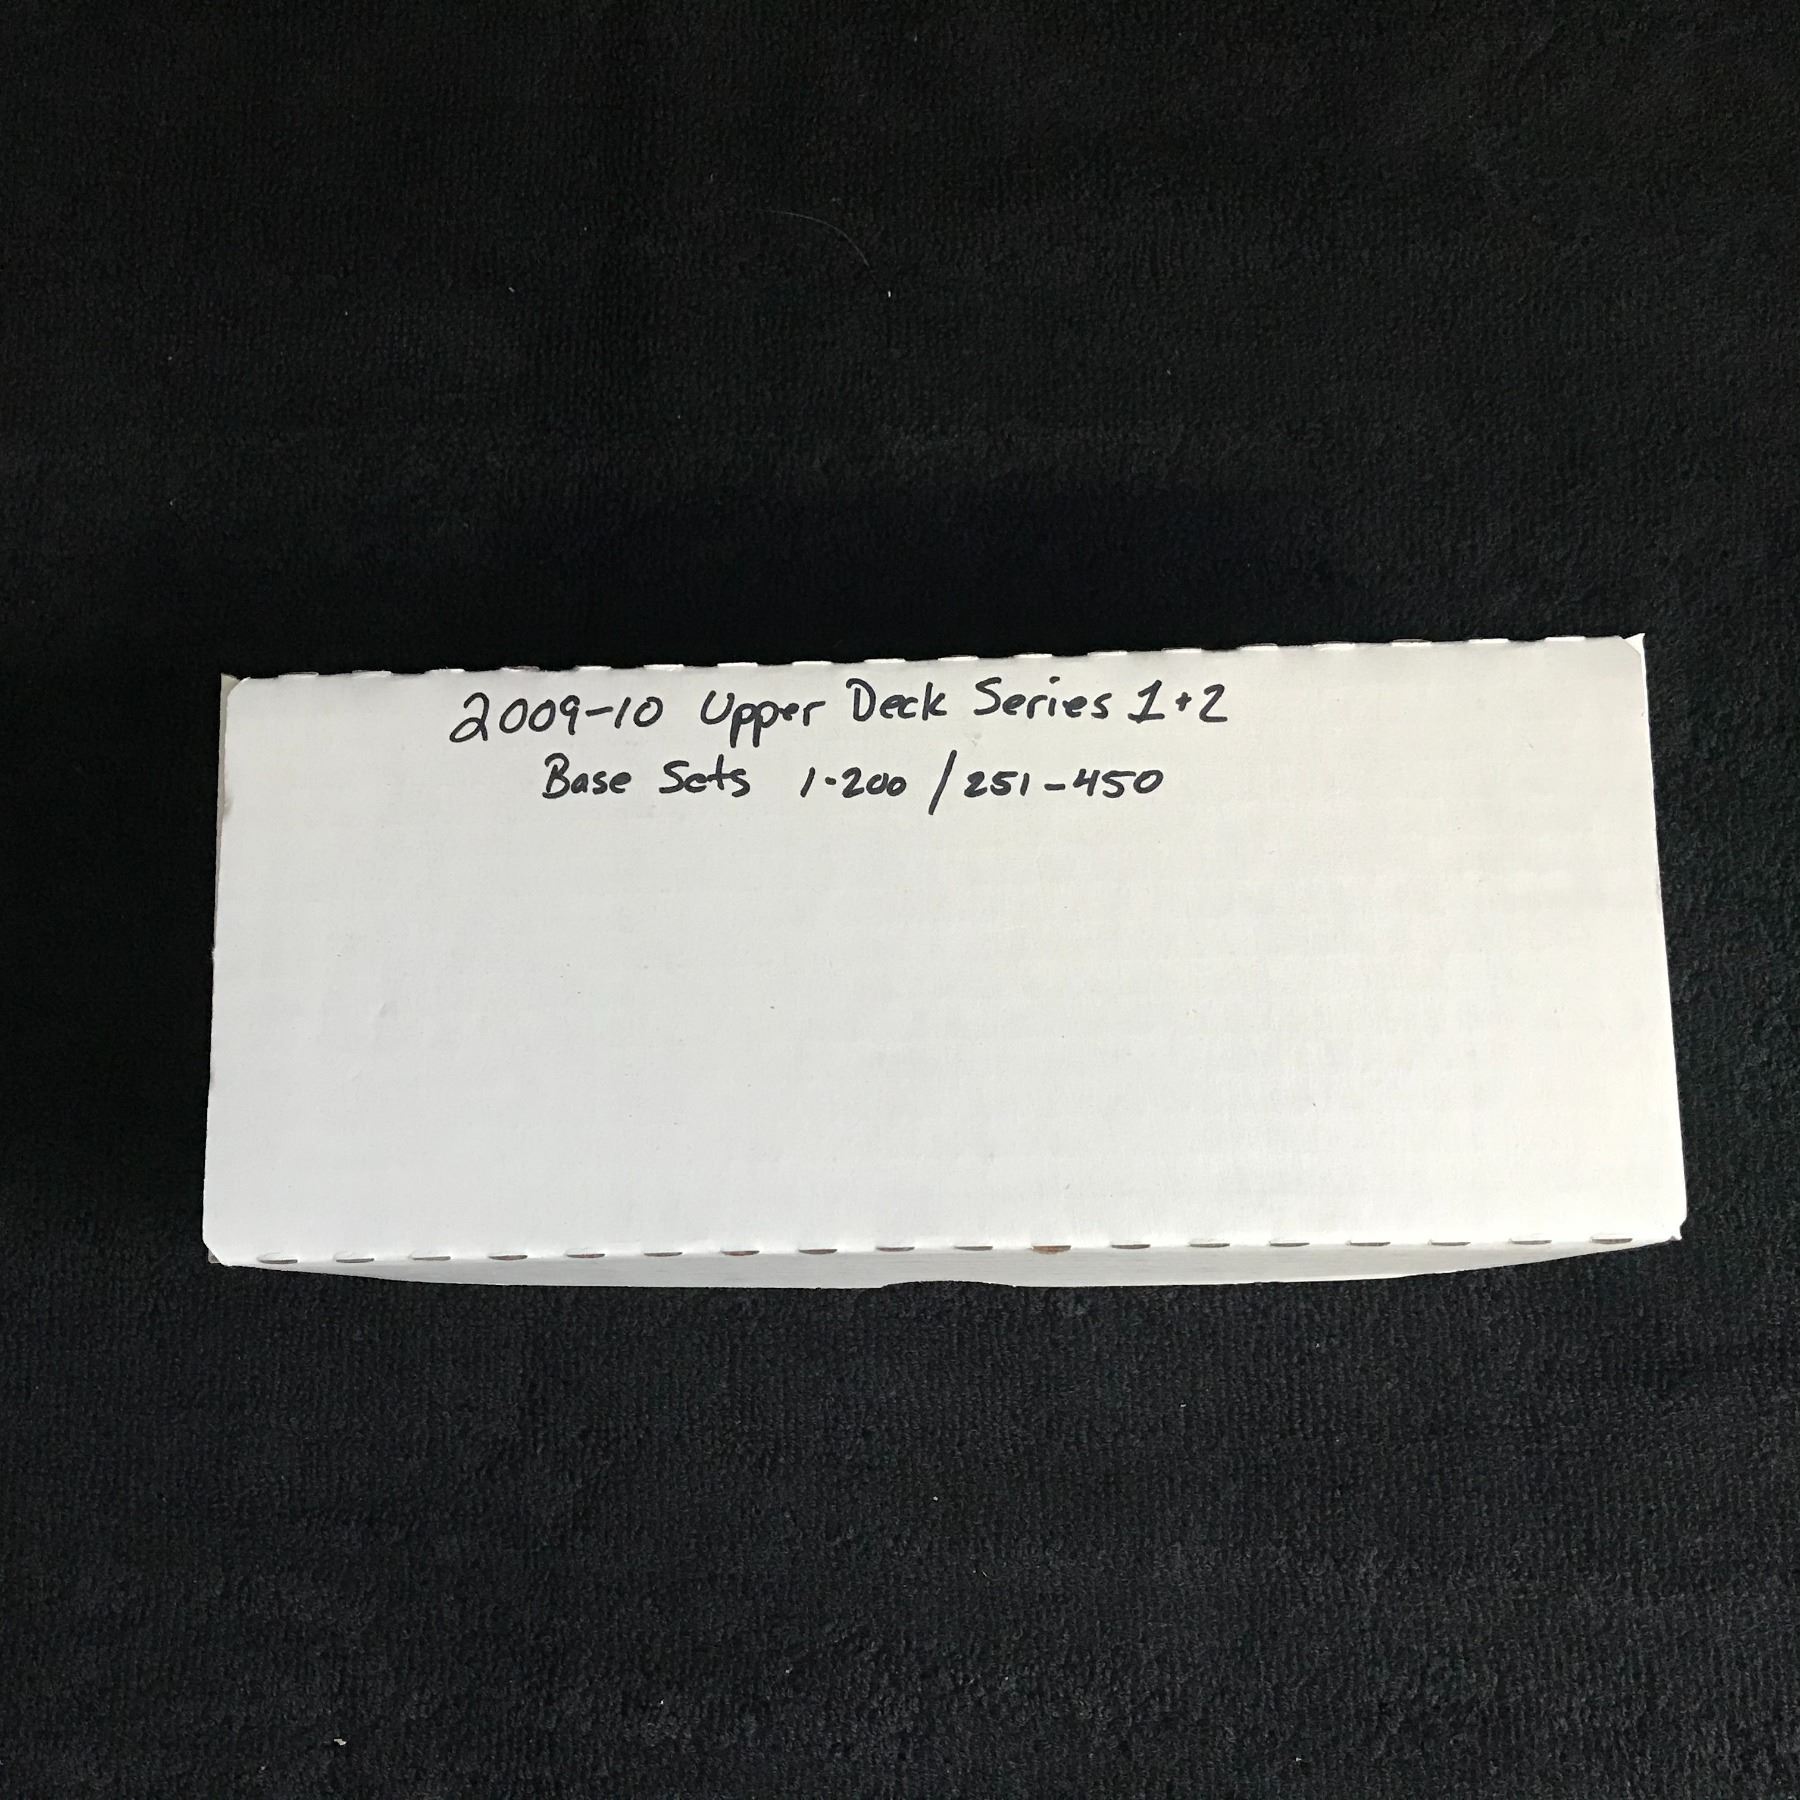 2009-10 Upper Deck Series 1+2
Base Sets 1-200 / 251-450